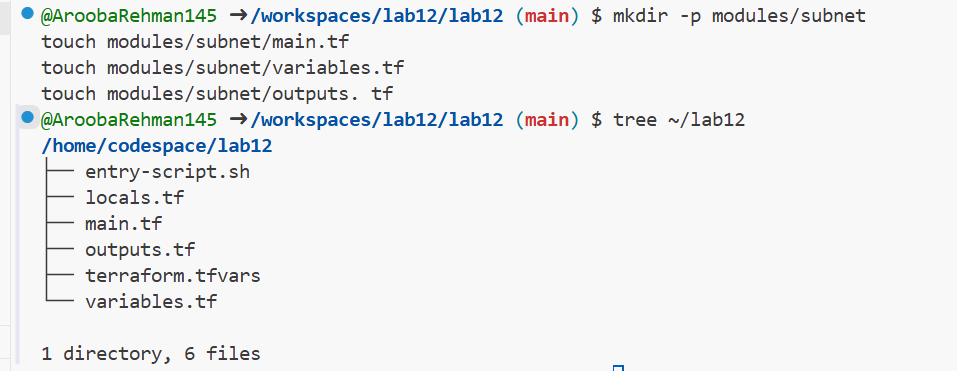 @AroobaRehman145 ➜/workspaces/lab12/lab12 (main) $ mkdir -p modules/subnet
touch modules/subnet/main.tf
touch modules/subnet/variables.tf
touch modules/subnet/outputs. tf
@AroobaRehman145 ➜/workspaces/lab12/lab12 (main) $ tree ~/lab12
/home/codespace/lab12
├── entry-script.sh
├── locals.tf
├── main.tf
├── outputs.tf
├── terraform.tfvars
└── variables.tf
1 directory, 6 files